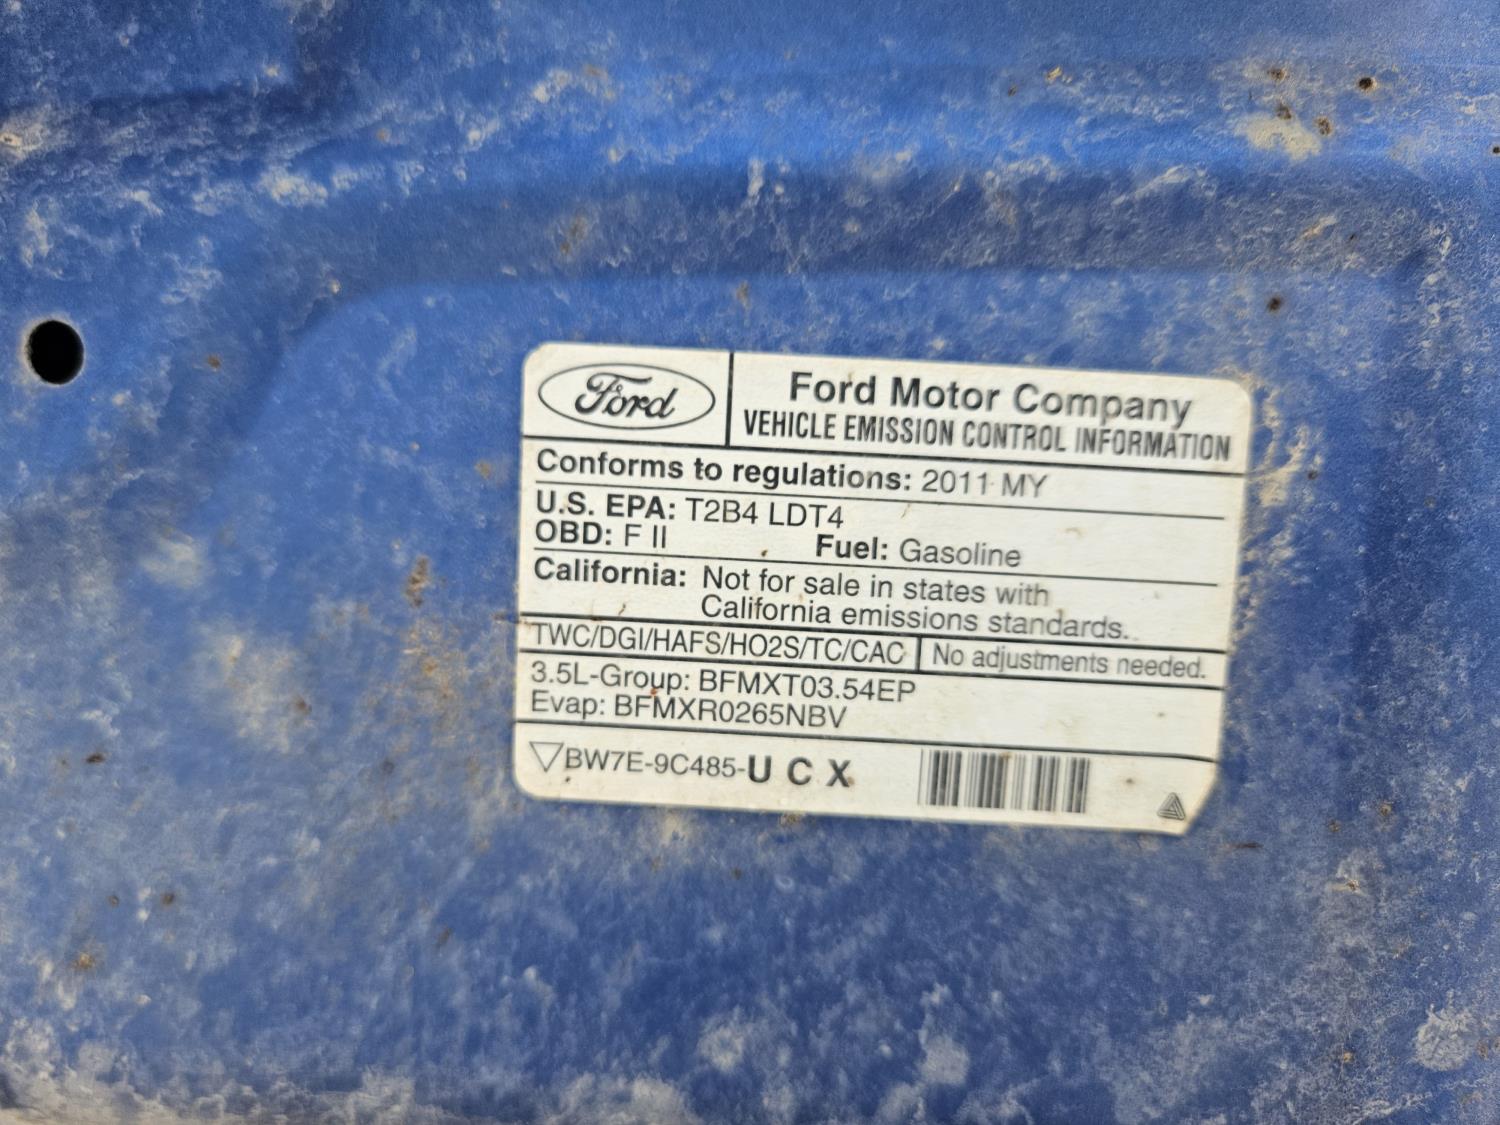 Ford
Ford Motor Company
VEHICLE EMISSION CONTROL INFORMATION
Conforms to regulations: 2011 MY
U.S. EPA: T2B4 LDT4
OBD: F II Fuel: Gasoline
California: Not for sale in states with
California emissions standards.
TWC/DGI/HAFS/HO2S/TC/CAC No adjustments needed.
3.5L-Group: BFMXT03.54EP
Evap: BFMXR0265NBV
BW7E-9C485-U C X